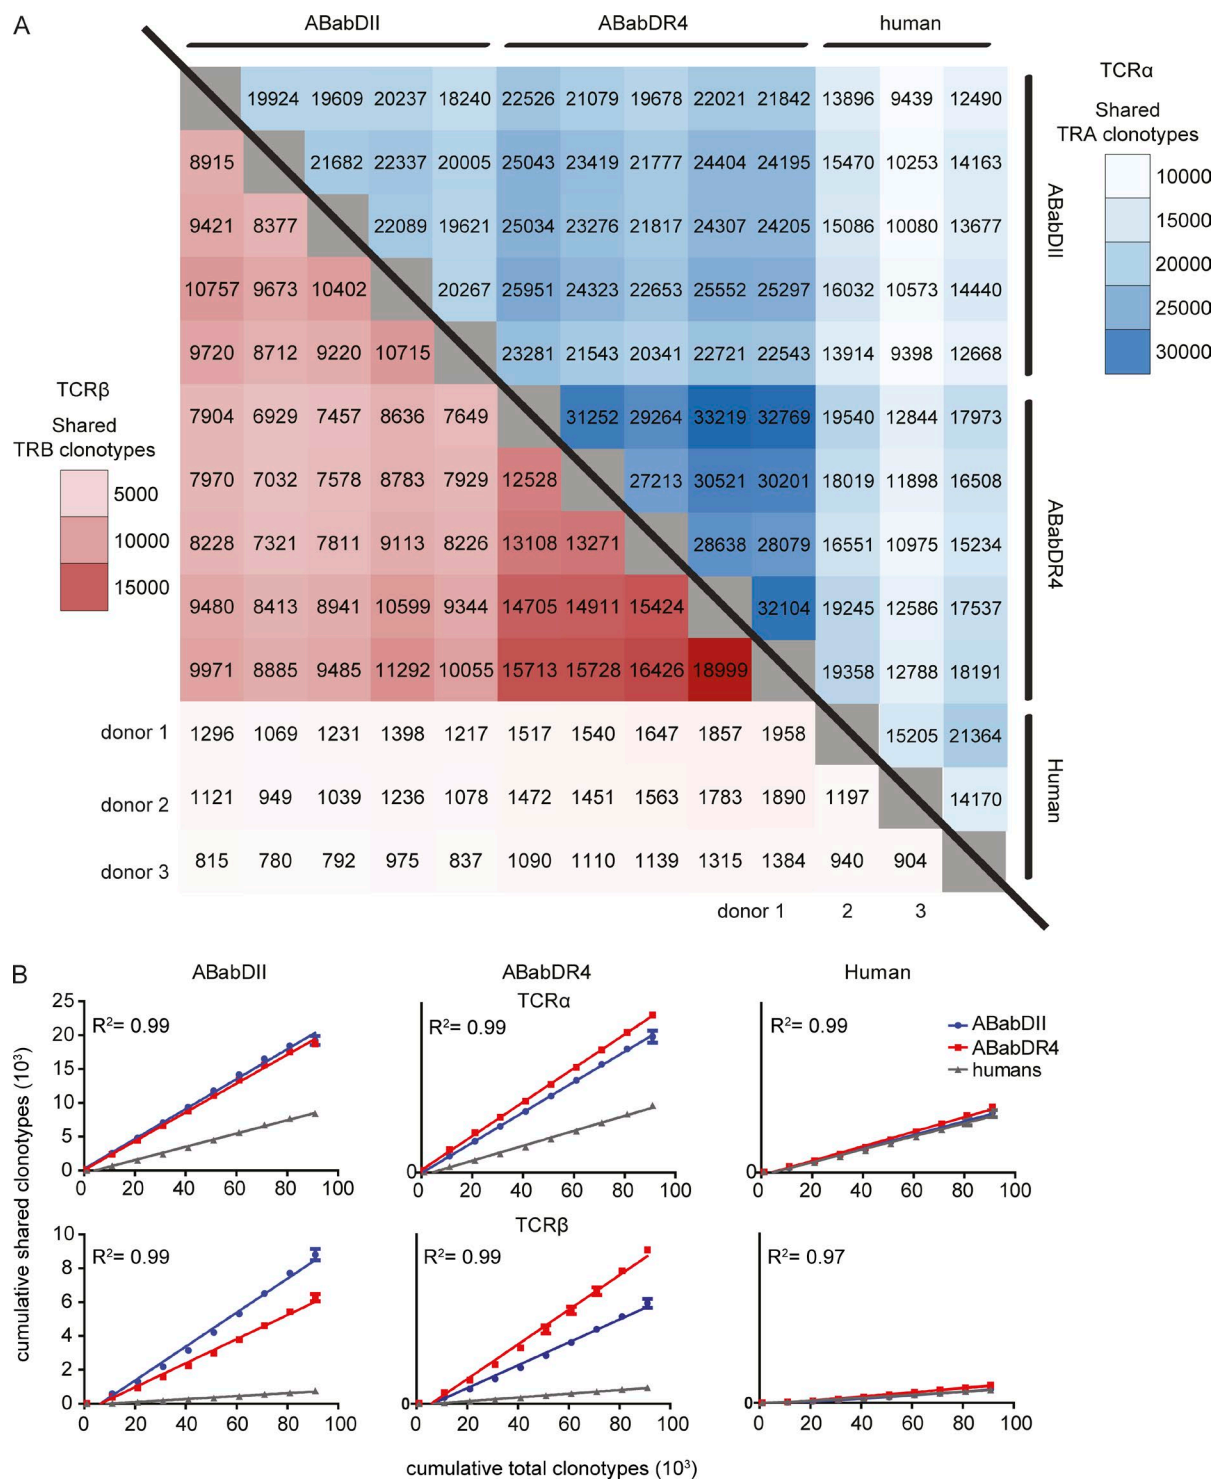 A
ABabDII ABabDR4 human
TCRα
Shared
TRA clonotypes
10000
15000
20000
25000
30000
19924 19609 20237 18240 22526 21079 19678 22021 21842 13896 9439 12490
8915 21682 22337 20005 25043 23419 21777 24404 24195 15470 10253 14163
9421 8377 22089 19621 25034 23276 21817 24307 24205 15086 10080 13677
10757 9673 10402 20267 25951 24323 22653 25552 25297 16032 10573 14440
9720 8712 9220 10715 23281 21543 20341 22721 22543 13914 9398 12668
7904 6929 7457 8636 7649 31252 29264 33219 32769 19540 12844 17973
7970 7032 7578 8783 7929 12528 27213 30521 30201 18019 11898 16508
8228 7321 7811 9113 8226 13108 13271 28638 28079 16551 10975 15234
9480 8413 8941 10599 9344 14705 14911 15424 32104 19245 12586 17537
9971 8885 9485 11292 10055 15713 15728 16426 18999 19358 12788 18191
donor 1 1296 1069 1231 1398 1217 1517 1540 1647 1857 1958 15205 21364
donor 2 1121 949 1039 1236 1078 1472 1451 1563 1783 1890 1197 14170
donor 3 815 780 792 975 837 1090 1110 1139 1315 1384 940 904
donor 1 2 3
ABabDII
ABabDR4
Human
TCRβ
Shared
TRB clonotypes
5000
10000
15000
B
ABabDII ABabDR4 Human
TCRα
cumulative shared clonotypes (10³)
25
20
15
10
5
0
R²= 0.99
0 20 40 60 80 100
R²= 0.99
0
0 20 40 60 80 100
R²= 0.99
ABabDII
ABabDR4
humans
0
0 20 40 60 80 100
TCRβ
10
8
6
4
2
0
R²= 0.99
0 20 40 60 80 100
R²= 0.99
0
0 20 40 60 80 100
R²= 0.97
0
0 20 40 60 80 100
cumulative total clonotypes (10³)